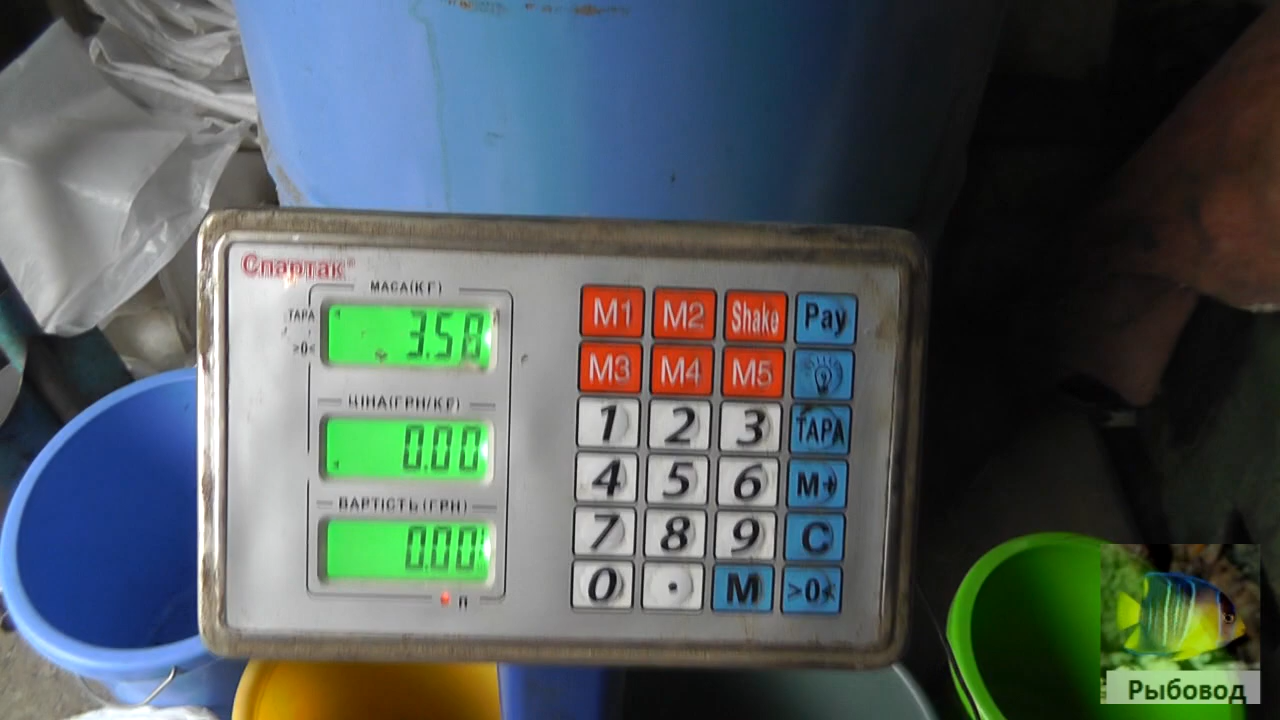 Спартак®
МАСА(КГ)
ТАРА
>0<
3.58
ЦІНА(ГРН/КГ)
0.00
ВАРТІСТЬ(ГРН)
0.00
M1 M2 Shake Pay
M3 M4 M5
1 2 3 ТАРА
4 5 6 M+
7 8 9 C
0 . M >0<
Рыбовод